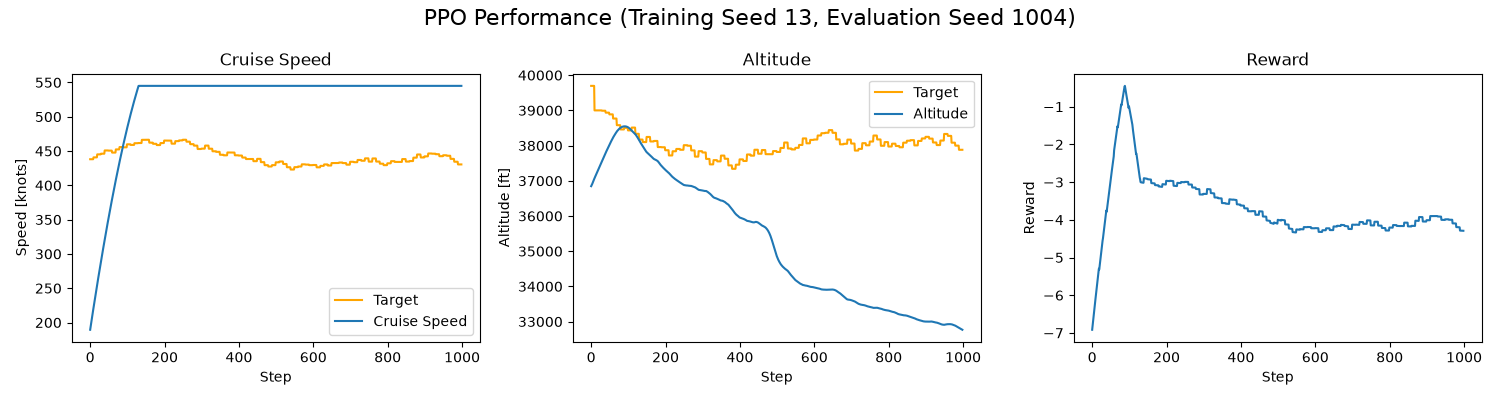 PPO Performance (Training Seed 13, Evaluation Seed 1004)
Cruise Speed
550
500
450
400
350
300
250
200
Speed [knots]
0 200 400 600 800 1000
Step
Target
Cruise Speed
Altitude
40000
39000
38000
37000
36000
35000
34000
33000
Altitude [ft]
0 200 400 600 800 1000
Step
Target
Altitude
Reward
−1
−2
−3
−4
−5
−6
−7
Reward
0 200 400 600 800 1000
Step